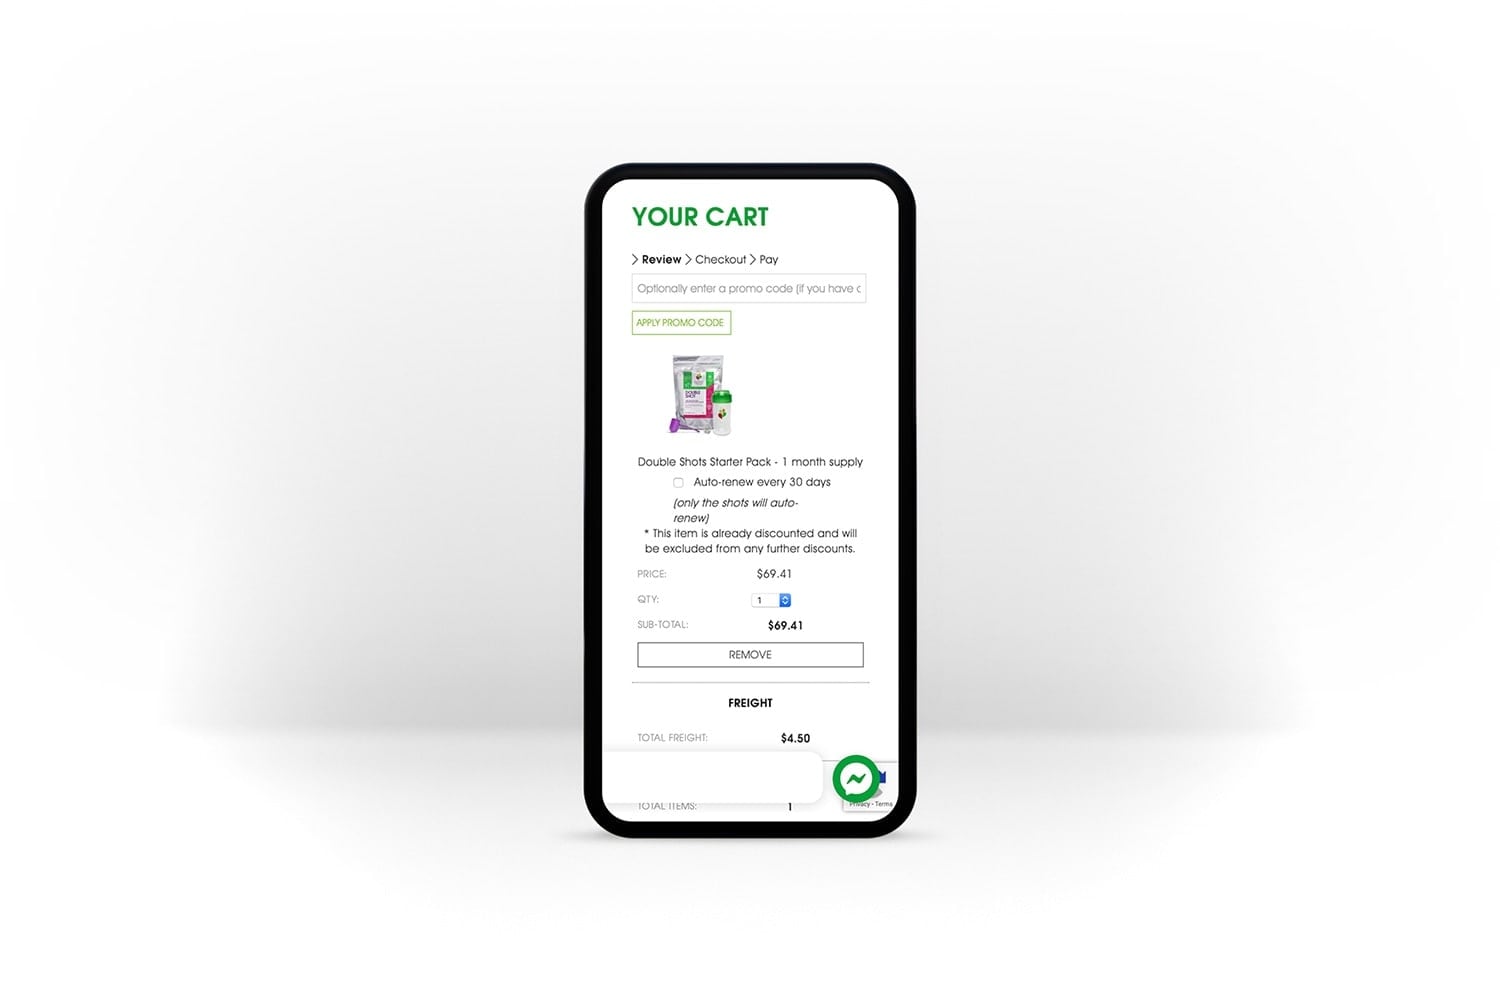 YOUR CART
> Review > Checkout > Pay
Optionally enter a promo code (if you have c
APPLY PROMO CODE
DOUBLE
SHOT
Double Shots Starter Pack - 1 month supply
Auto-renew every 30 days
(only the shots will auto-
renew)
* This item is already discounted and will
be excluded from any further discounts.
PRICE: $69.41
QTY: 1
SUB-TOTAL: $69.41
REMOVE
FREIGHT
TOTAL FREIGHT: $4.50
TOTAL ITEMS: 1
Privacy - Terms